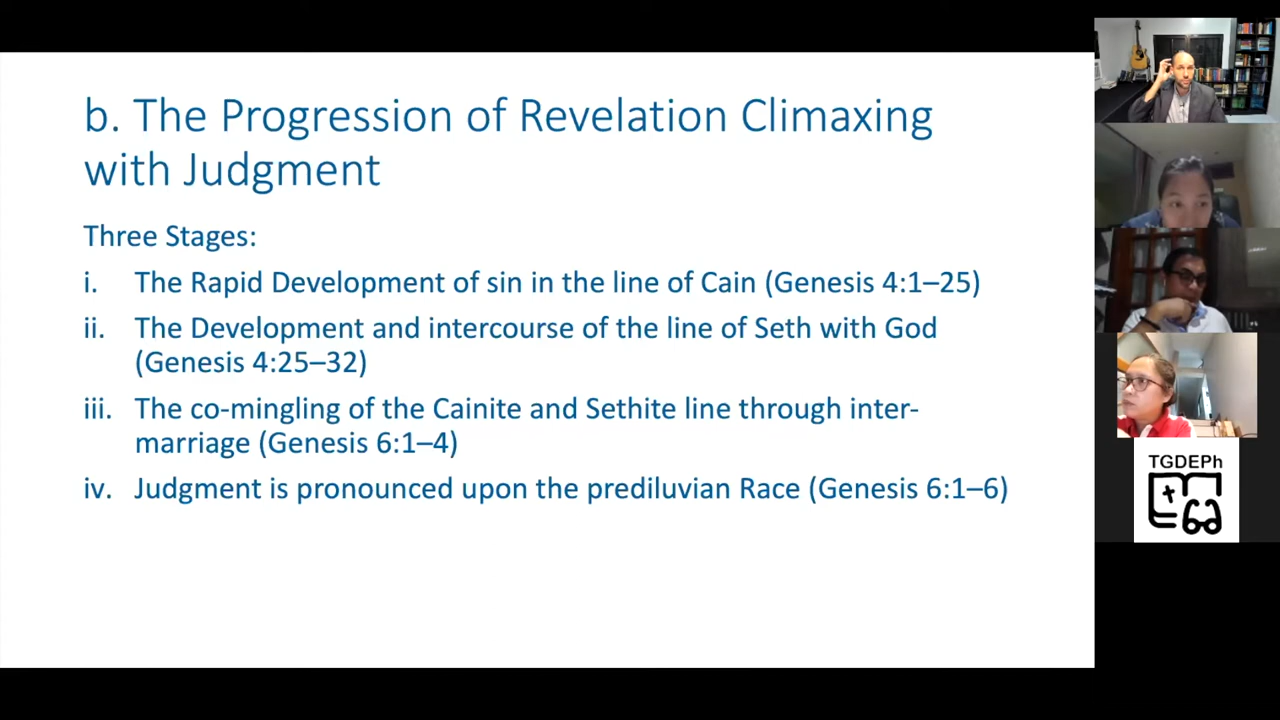 b. The Progression of Revelation Climaxing
with Judgment
Three Stages:
i. The Rapid Development of sin in the line of Cain (Genesis 4:1–25)
ii. The Development and intercourse of the line of Seth with God
(Genesis 4:25–32)
iii. The co-mingling of the Cainite and Sethite line through inter-
marriage (Genesis 6:1–4)
iv. Judgment is pronounced upon the prediluvian Race (Genesis 6:1–6)
TGDEPh